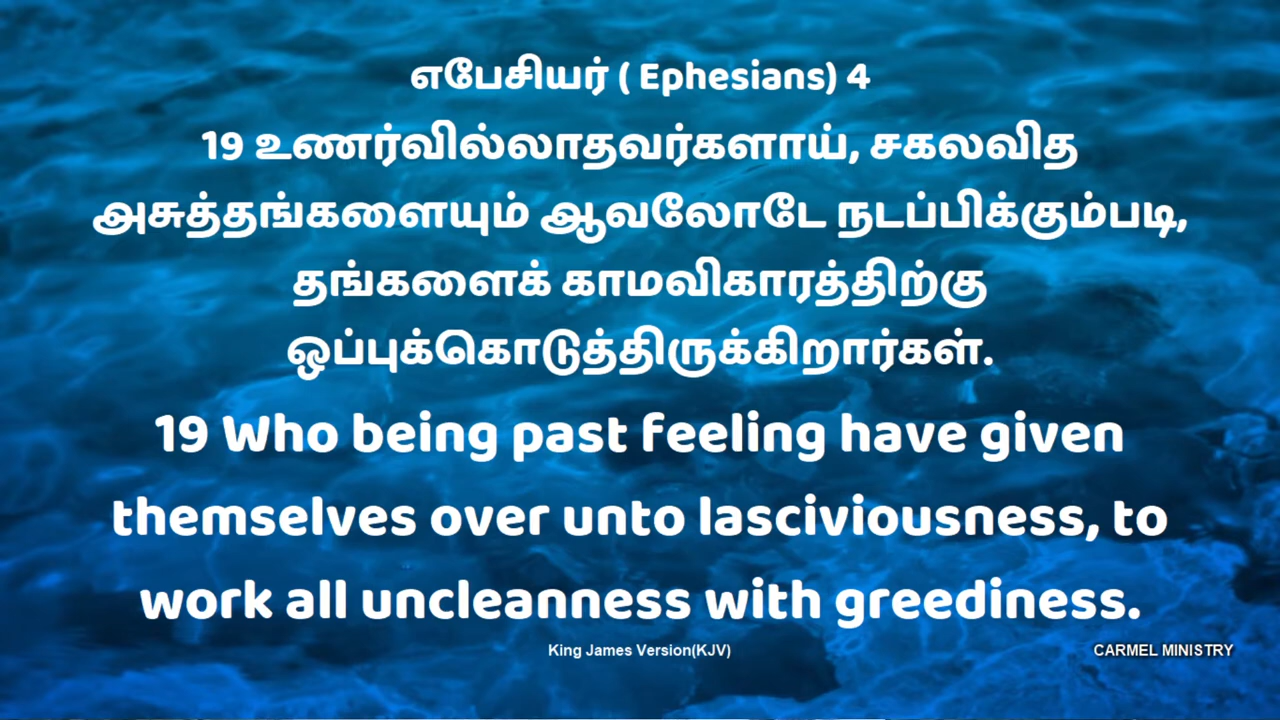 எபேசியர் ( Ephesians) 4
19 உணர்வில்லாதவர்களாய், சகலவித
அசுத்தங்களையும் ஆவலோடே நடப்பிக்கும்படி,
தங்களைக் காமவிகாரத்திற்கு
ஒப்புக்கொடுத்திருக்கிறார்கள்.
19 Who being past feeling have given
themselves over unto lasciviousness, to
work all uncleanness with greediness.
King James Version(KJV)
CARMEL MINISTRY